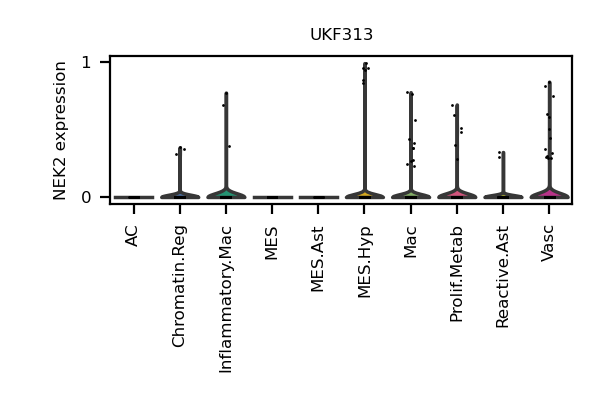 UKF313
NEK2 expression
1
0
AC
Chromatin.Reg
Inflammatory.Mac
MES
MES.Ast
MES.Hyp
Mac
Prolif.Metab
Reactive.Ast
Vasc